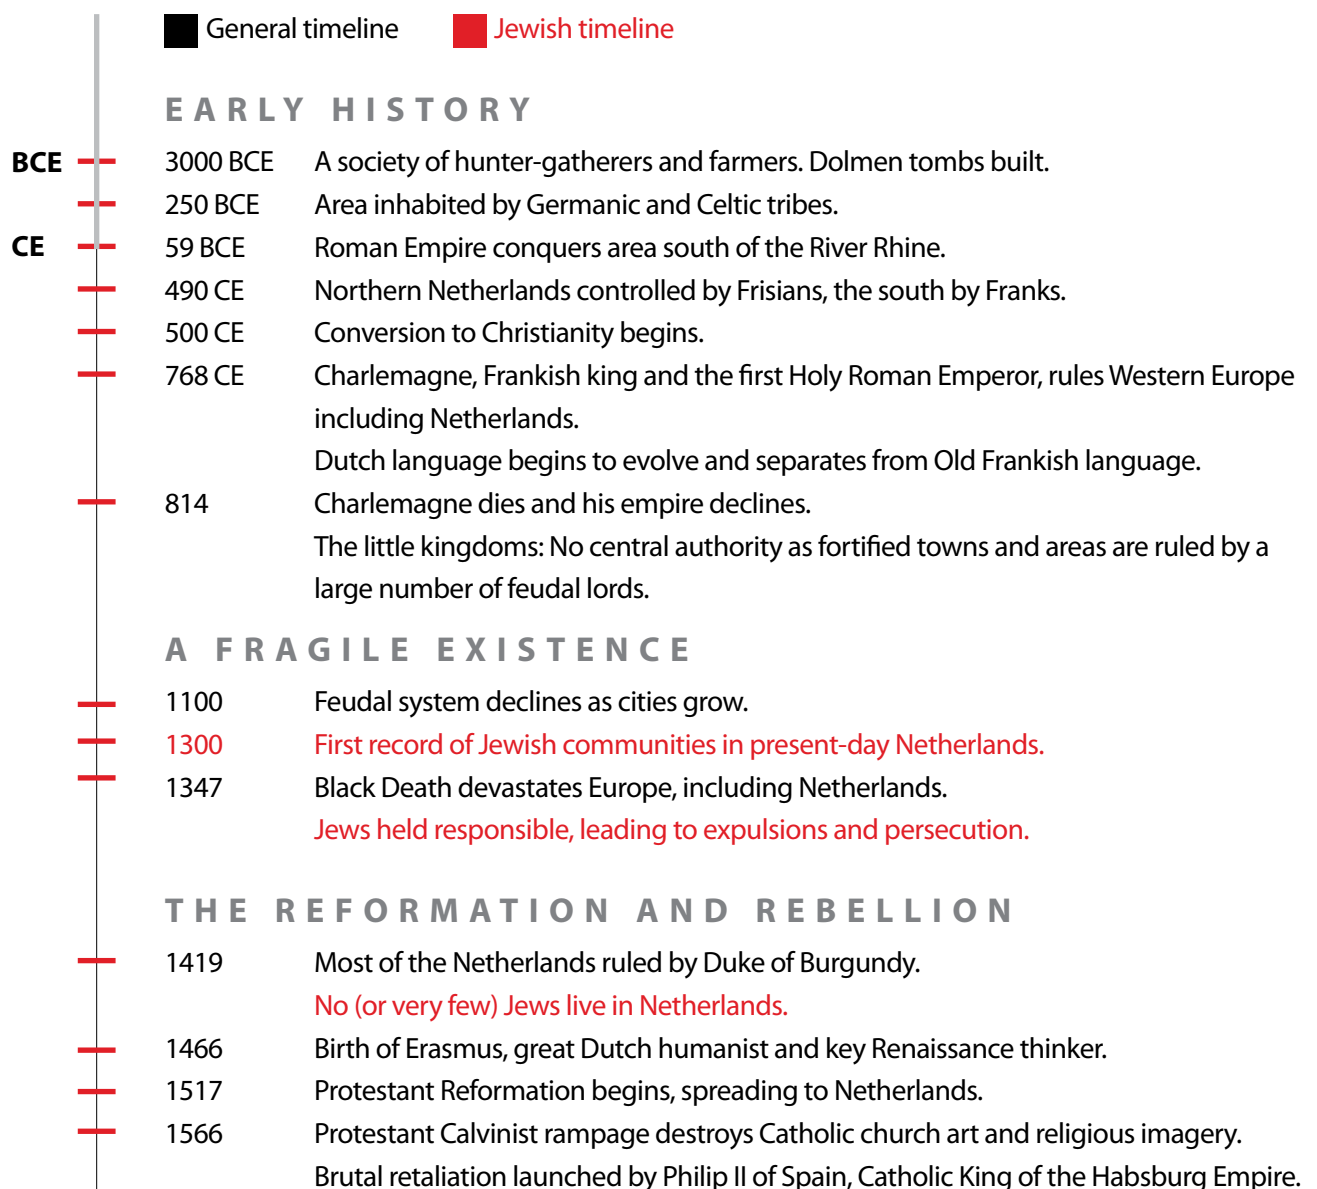 General timeline Jewish timeline
EARLY HISTORY
BCE 3000 BCE A society of hunter-gatherers and farmers. Dolmen tombs built.
250 BCE Area inhabited by Germanic and Celtic tribes.
CE 59 BCE Roman Empire conquers area south of the River Rhine.
490 CE Northern Netherlands controlled by Frisians, the south by Franks.
500 CE Conversion to Christianity begins.
768 CE Charlemagne, Frankish king and the first Holy Roman Emperor, rules Western Europe
including Netherlands.
Dutch language begins to evolve and separates from Old Frankish language.
814 Charlemagne dies and his empire declines.
The little kingdoms: No central authority as fortified towns and areas are ruled by a
large number of feudal lords.
A FRAGILE EXISTENCE
1100 Feudal system declines as cities grow.
1300 First record of Jewish communities in present-day Netherlands.
1347 Black Death devastates Europe, including Netherlands.
Jews held responsible, leading to expulsions and persecution.
THE REFORMATION AND REBELLION
1419 Most of the Netherlands ruled by Duke of Burgundy.
No (or very few) Jews live in Netherlands.
1466 Birth of Erasmus, great Dutch humanist and key Renaissance thinker.
1517 Protestant Reformation begins, spreading to Netherlands.
1566 Protestant Calvinist rampage destroys Catholic church art and religious imagery.
Brutal retaliation launched by Philip II of Spain, Catholic King of the Habsburg Empire.